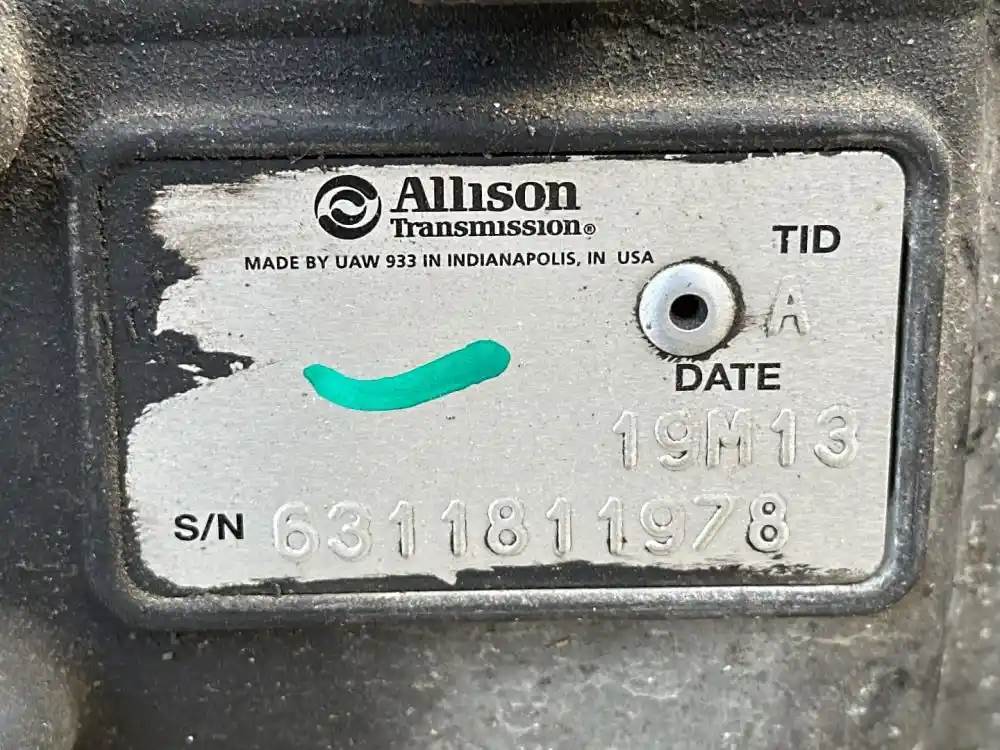 Allison
Transmission®
MADE BY UAW 933 IN INDIANAPOLIS, IN USA
TID
A
DATE
19M13
S/N 6311811978